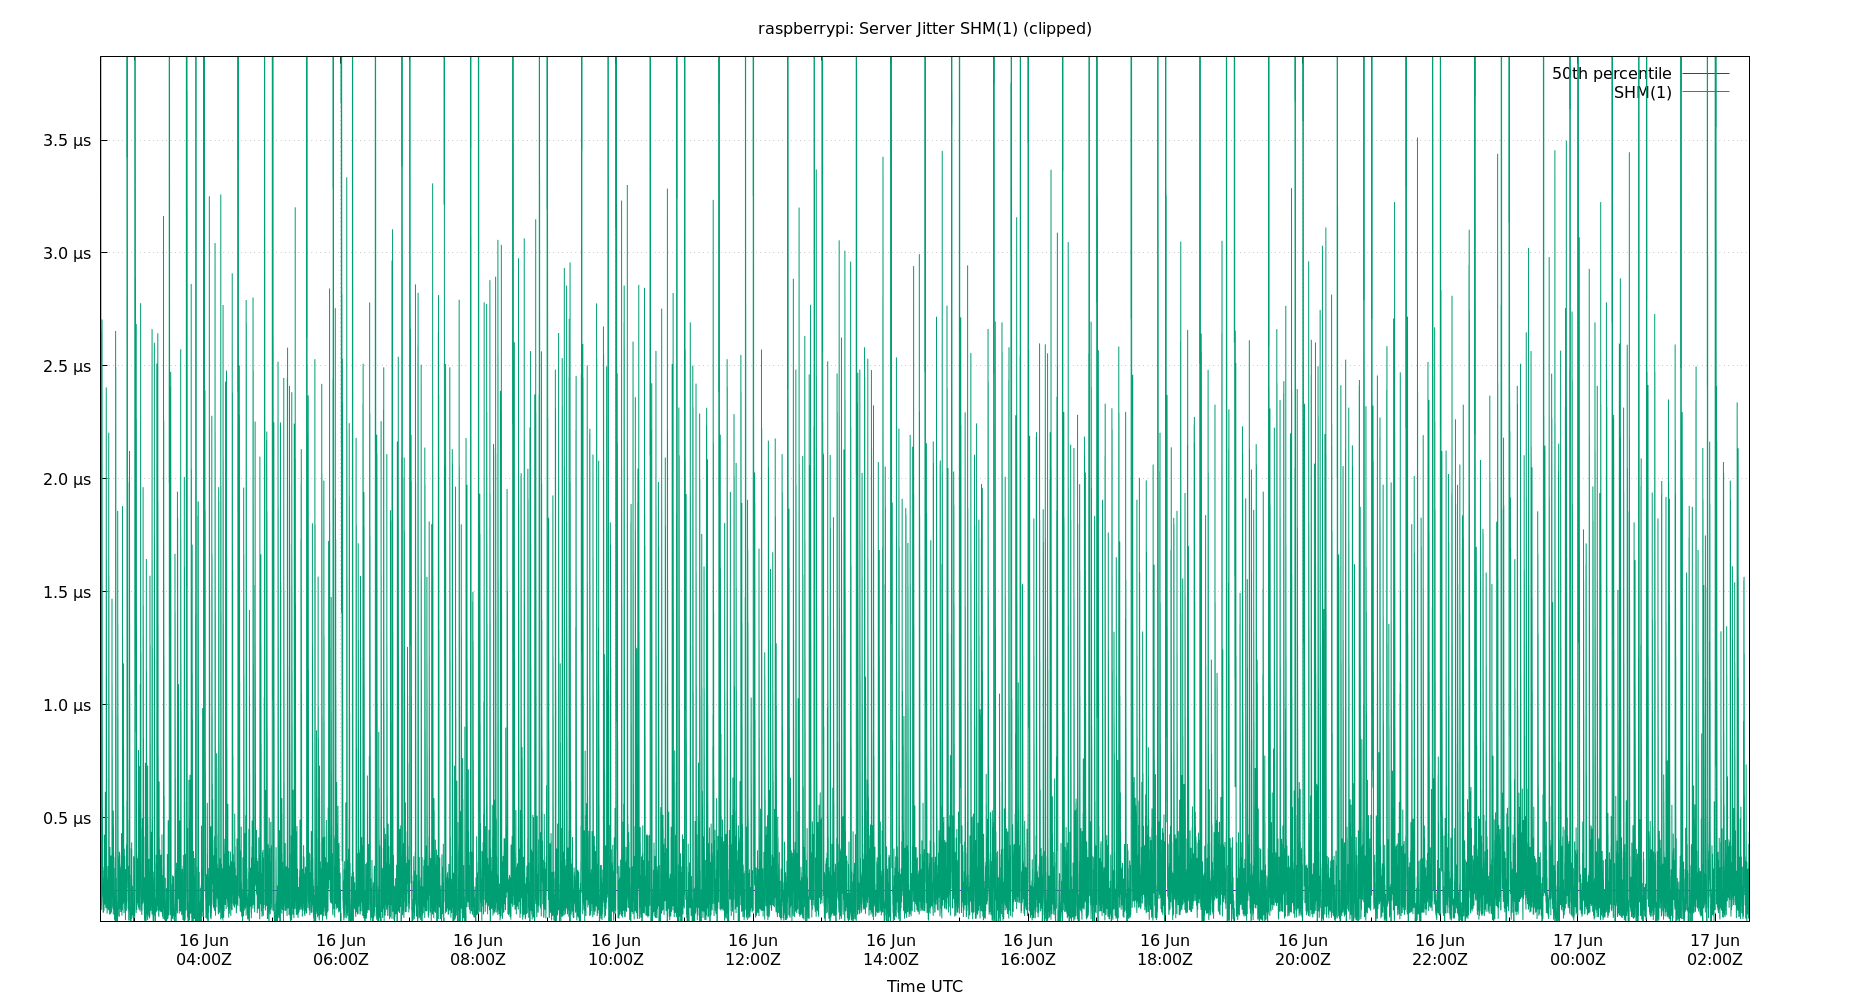 raspberrypi: Server Jitter SHM(1) (clipped)
50th percentile
SHM(1)
3.5 µs
3.0 µs
2.5 µs
2.0 µs
1.5 µs
1.0 µs
0.5 µs
16 Jun 16 Jun 16 Jun 16 Jun 16 Jun 16 Jun 16 Jun 16 Jun 16 Jun 16 Jun 17 Jun 17 Jun
04:00Z 06:00Z 08:00Z 10:00Z 12:00Z 14:00Z 16:00Z 18:00Z 20:00Z 22:00Z 00:00Z 02:00Z
Time UTC